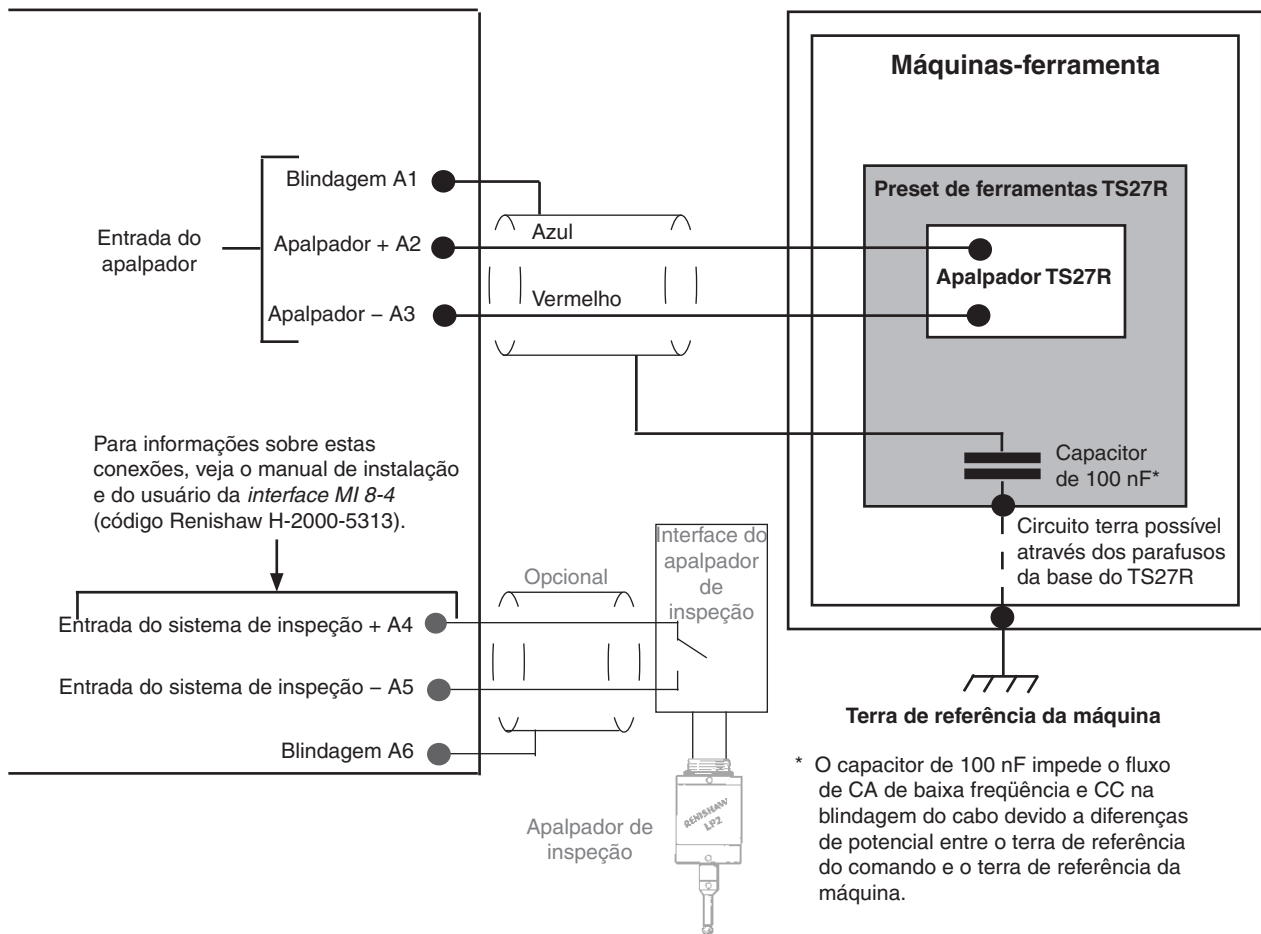 Máquinas-ferramenta
Preset de ferramentas TS27R
Apalpador TS27R
Blindagem A1
Entrada do
apalpador
Apalpador + A2
Apalpador – A3
Azul
Vermelho
Capacitor
de 100 nF*
Circuito terra possível
através dos parafusos
da base do TS27R
Terra de referência da máquina
Para informações sobre estas
conexões, veja o manual de instalação
e do usuário da interface MI 8-4
(código Renishaw H-2000-5313).
Entrada do sistema de inspeção + A4
Entrada do sistema de inspeção – A5
Blindagem A6
Opcional
Interface do
apalpador
de
inspeção
Apalpador de
inspeção
RENISHAW
LP2
* O capacitor de 100 nF impede o fluxo
de CA de baixa freqüência e CC na
blindagem do cabo devido a diferenças
de potencial entre o terra de referência
do comando e o terra de referência da
máquina.